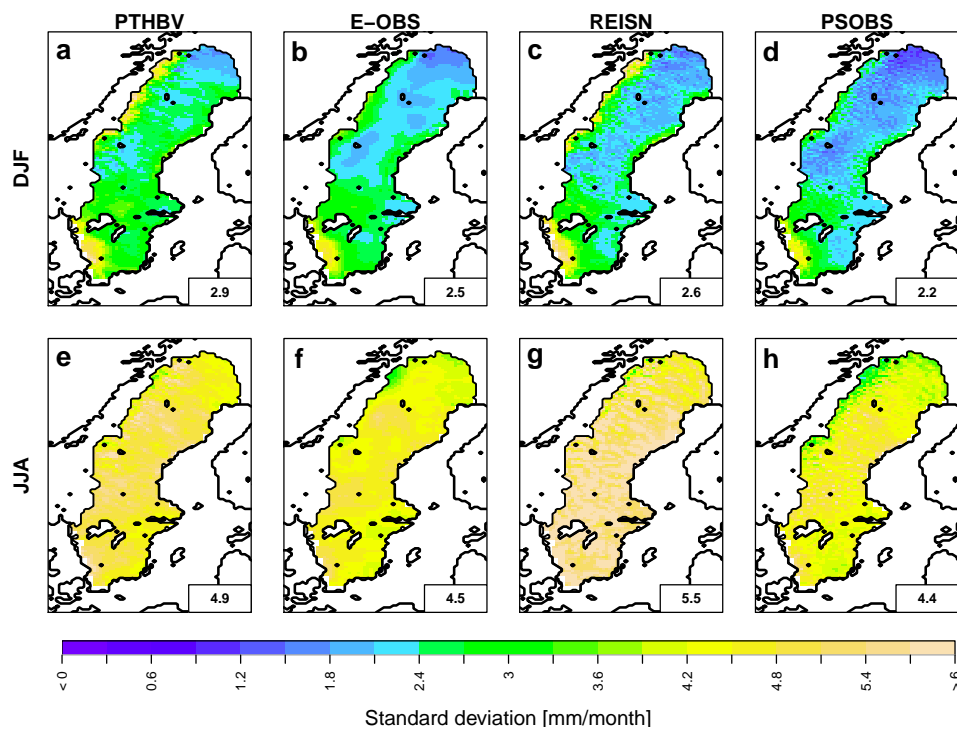 PTHBV E−OBS REISN PSOBS
DJF
a b c d
2.9 2.5 2.6 2.2
JJA
e f g h
4.9 4.5 5.5 4.4
<0 0.6 1.2 1.8 2.4 3 3.6 4.2 4.8 5.4 >6
Standard deviation [mm/month]